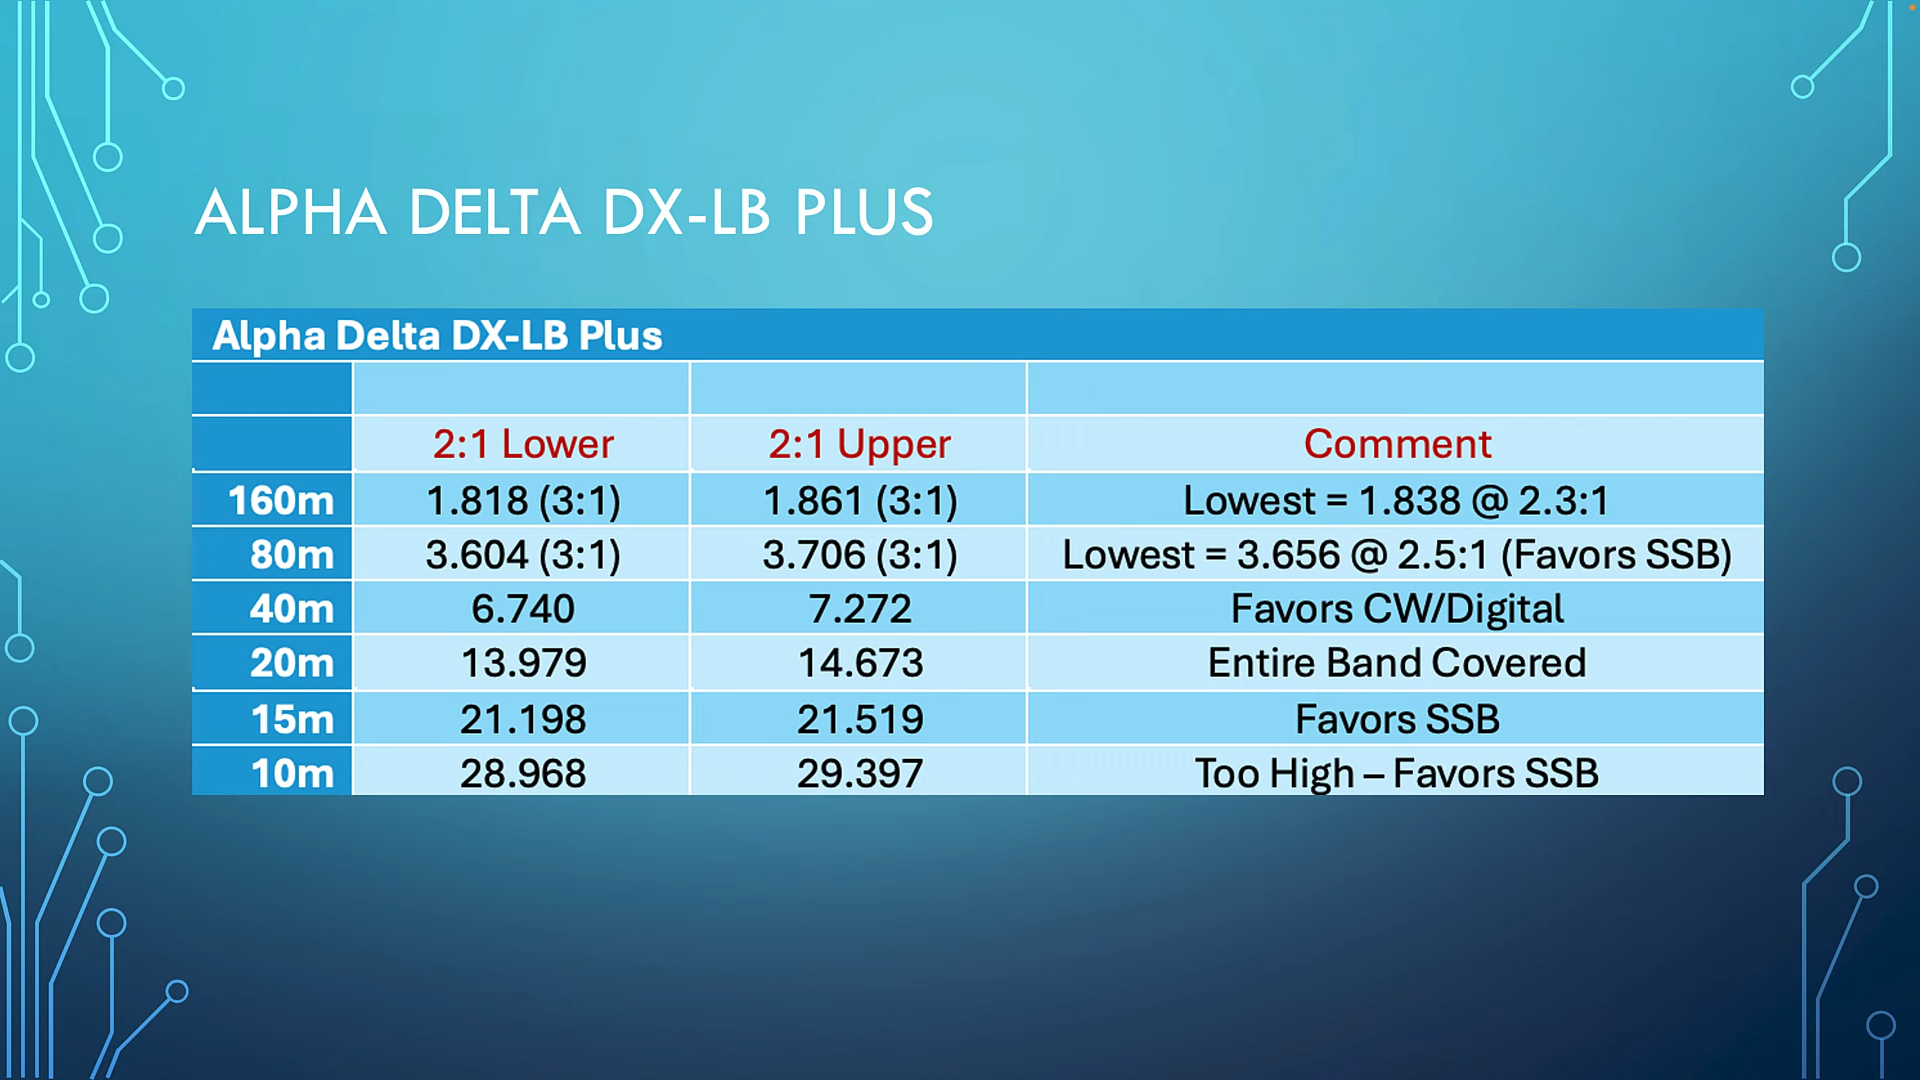 ALPHA DELTA DX-LB PLUS
Alpha Delta DX-LB Plus
2:1 Lower 2:1 Upper Comment
160m 1.818 (3:1) 1.861 (3:1) Lowest = 1.838 @ 2.3:1
80m 3.604 (3:1) 3.706 (3:1) Lowest = 3.656 @ 2.5:1 (Favors SSB)
40m 6.740 7.272 Favors CW/Digital
20m 13.979 14.673 Entire Band Covered
15m 21.198 21.519 Favors SSB
10m 28.968 29.397 Too High – Favors SSB